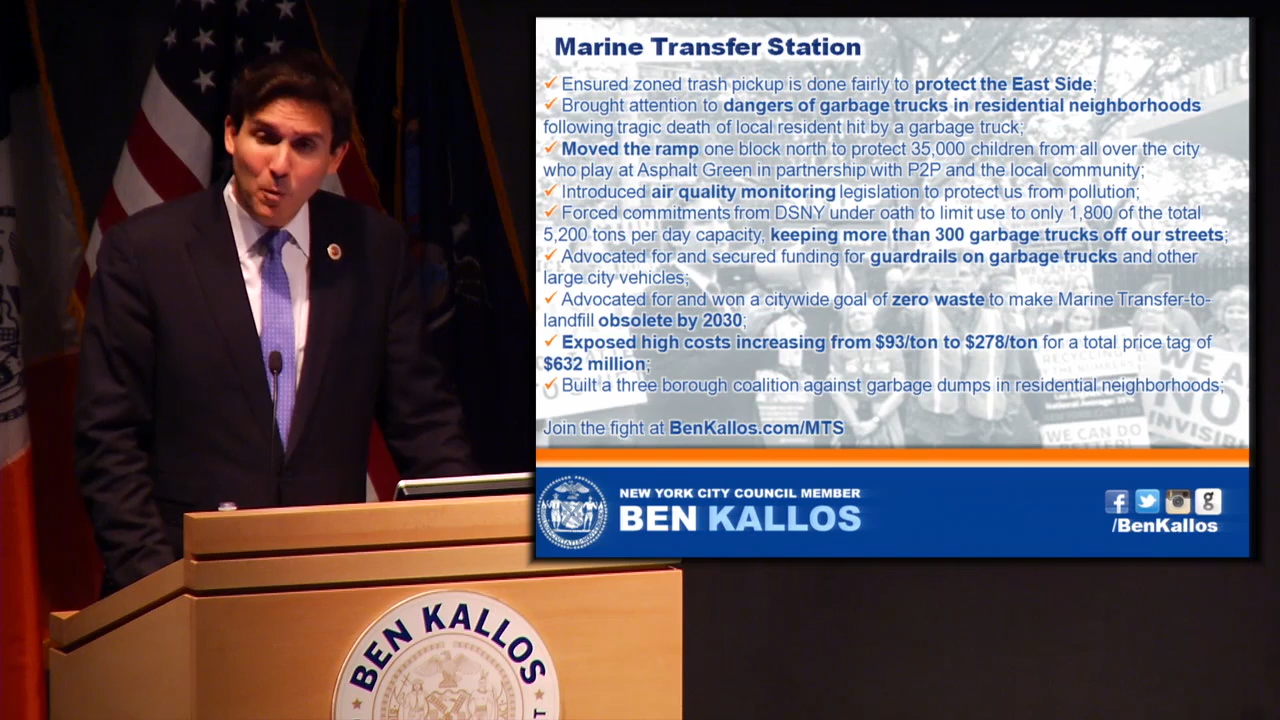 Marine Transfer Station
✓ Ensured zoned trash pickup is done fairly to protect the East Side;
✓ Brought attention to dangers of garbage trucks in residential neighborhoods
following tragic death of local resident hit by a garbage truck;
✓ Moved the ramp one block north to protect 35,000 children from all over the city
who play at Asphalt Green in partnership with P2P and the local community;
✓ Introduced air quality monitoring legislation to protect us from pollution;
✓ Forced commitments from DSNY under oath to limit use to only 1,800 of the total
5,200 tons per day capacity, keeping more than 300 garbage trucks off our streets;
✓ Advocated for and secured funding for guardrails on garbage trucks and other
large city vehicles;
✓ Advocated for and won a citywide goal of zero waste to make Marine Transfer-to-
landfill obsolete by 2030;
✓ Exposed high costs increasing from $93/ton to $278/ton for a total price tag of
$632 million;
✓ Built a three borough coalition against garbage dumps in residential neighborhoods;
Join the fight at BenKallos.com/MTS
WE CAN DO
NEW YORK CITY COUNCIL MEMBER
BEN KALLOS
/BenKallos
BEN KALLOS